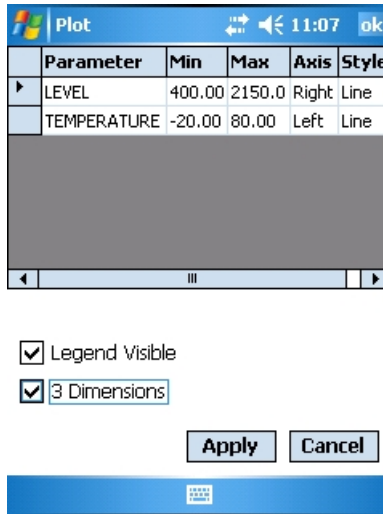 Plot 11:07 ok
Parameter Min Max Axis Style
LEVEL 400.00 2150.0 Right Line
TEMPERATURE -20.00 80.00 Left Line
Legend Visible
3 Dimensions
Apply Cancel